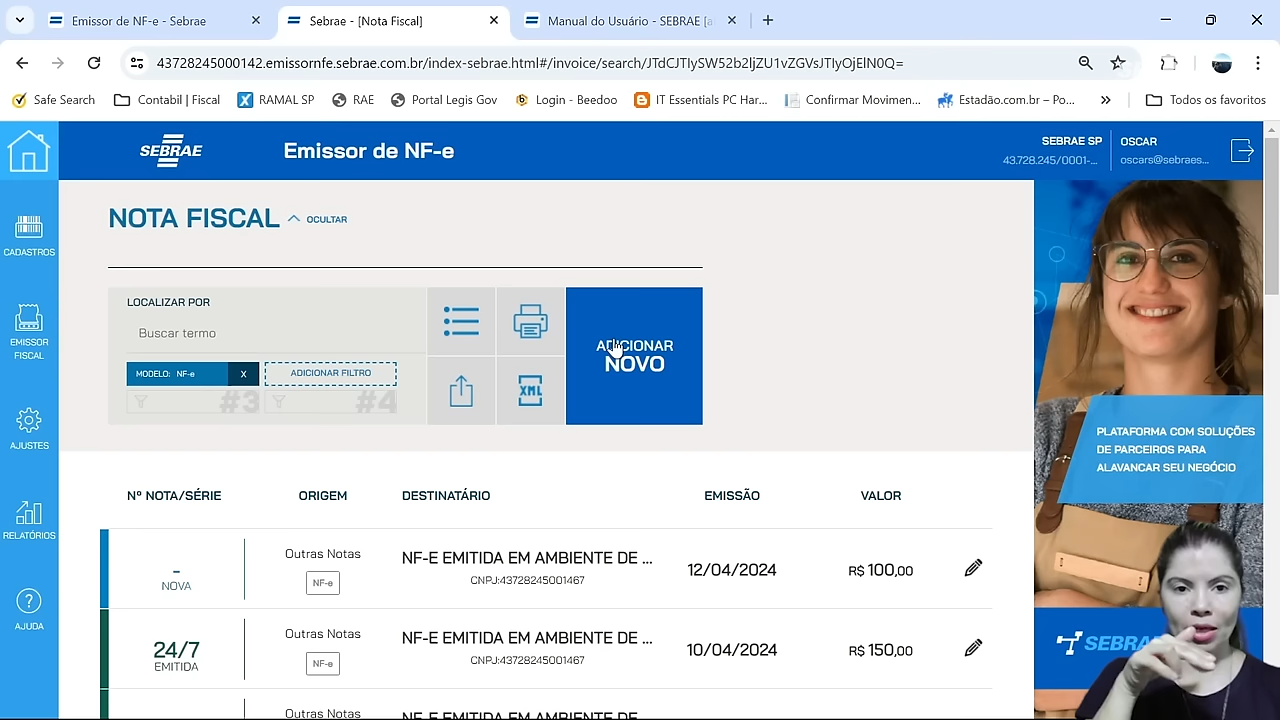 Emissor de NF-e - Sebrae
Sebrae - [Nota Fiscal]
Manual do Usuário - SEBRAE [a
43728245000142.emissornfe.sebrae.com.br/index-sebrae.html#/invoice/search/JTdCJTIySW52b2ljZU1vZGVsJTIyOjElN0Q=
Safe Search
Contabil | Fiscal
RAMAL SP
RAE
Portal Legis Gov
Login - Beedoo
IT Essentials PC Har...
Confirmar Movimen...
Estadão.com.br – Po...
Todos os favoritos
SEBRAE
Emissor de NF-e
SEBRAE SP
43.728.245/0001-...
OSCAR
oscars@sebraes...
CADASTROS
EMISSOR
FISCAL
AJUSTES
RELATÓRIOS
AJUDA
NOTA FISCAL
OCULTAR
LOCALIZAR POR
Buscar termo
MODELO: NF-e X
ADICIONAR FILTRO
#3
#4
XML
ADICIONAR
NOVO
Nº NOTA/SÉRIE ORIGEM DESTINATÁRIO EMISSÃO VALOR
-
NOVA
Outras Notas
NF-e
NF-E EMITIDA EM AMBIENTE DE ...
CNPJ:43728245001467
12/04/2024
R$ 100,00
24/7
EMITIDA
Outras Notas
NF-e
NF-E EMITIDA EM AMBIENTE DE ...
CNPJ:43728245001467
10/04/2024
R$ 150,00
Outras Notas
NF-E EMITIDA EM AMBIENTE DE
PLATAFORMA COM SOLUÇÕES
DE PARCEIROS PARA
ALAVANCAR SEU NEGÓCIO